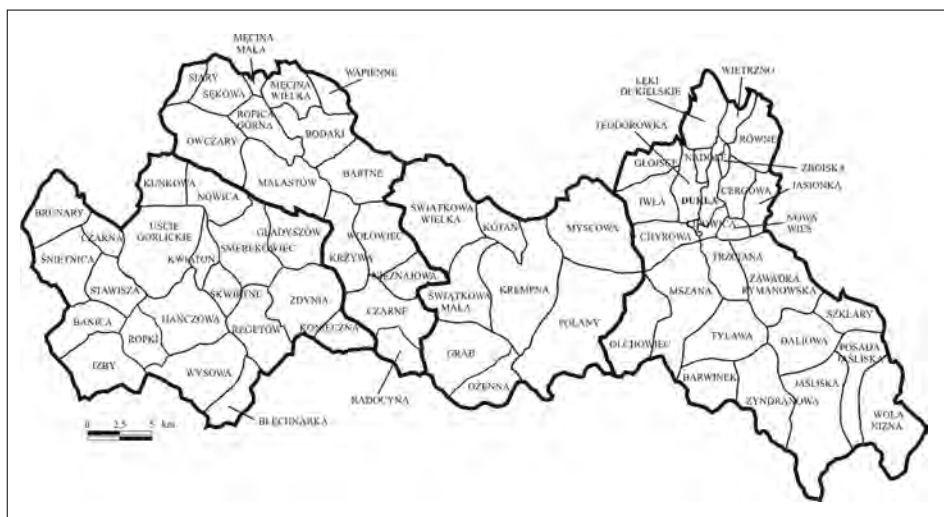 MĘCINA
MAŁA
WAPIENNE
SIARY
SĘKOWA
MĘCINA
WIELKA
ROPICA
GÓRNA
BODAKI
OWCZARY
MAŁASTÓW
BARTNE
KUNKOWA
NOWICA
BRUNARY
CZARNA
UŚCIE
GORLICKIE
GŁADYSZÓW
SMEREKOWIEC
KWIATOŃ
ŚNIETNICA
STAWISZA
SKWIRTNE
ZDYNIA
BANICA
ROPKI
HAŃCZOWA
REGETÓW
KONIECZNA
IZBY
WYSOWA
BLECHNARKA
WOŁOWIEC
KRZYWA
NIEZNAJOWA
CZARNE
RADOCYNA
ŚWIĄTKOWA
WIELKA
KOTAŃ
MYSCOWA
ŚWIĄTKOWA
MAŁA
KREMPNA
GRAB
POLANY
OŻENNA
WIETRZNO
ŁĘKI
DUKIELSKIE
TEODORÓWKA
RÓWNE
GŁOJSCE
NADOLE
ZBOISKA
JASIONKA
IWLA
DUKLA
CERGOWA
NOWA
WIEŚ
CHYROWA
TRZCIANA
MSZANA
ZAWADKA
RYMANOWSKA
SZKLARY
OLCHOWIEC
TYLAWA
DALIOWA
POSADA
JAŚLISKA
BARWINEK
JAŚLISKA
ZYNDRANOWA
WOLA
NIŻNA
0 2,5 5 km